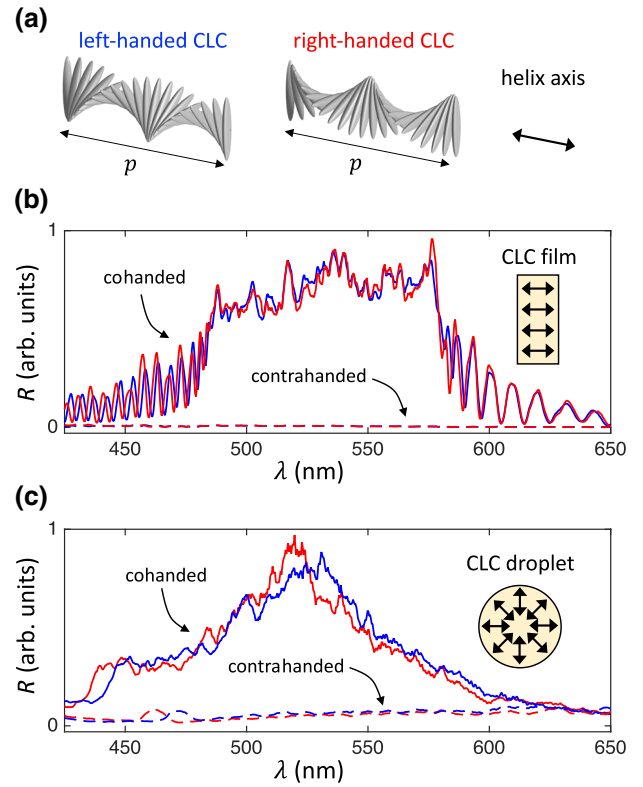 (a)
left-handed CLC
right-handed CLC
helix axis
p
p
(b)
1
R (arb. units)
0
cohanded
contrahanded
CLC film
450
500
550
600
650
λ (nm)
(c)
1
R (arb. units)
0
cohanded
contrahanded
CLC droplet
450
500
550
600
650
λ (nm)